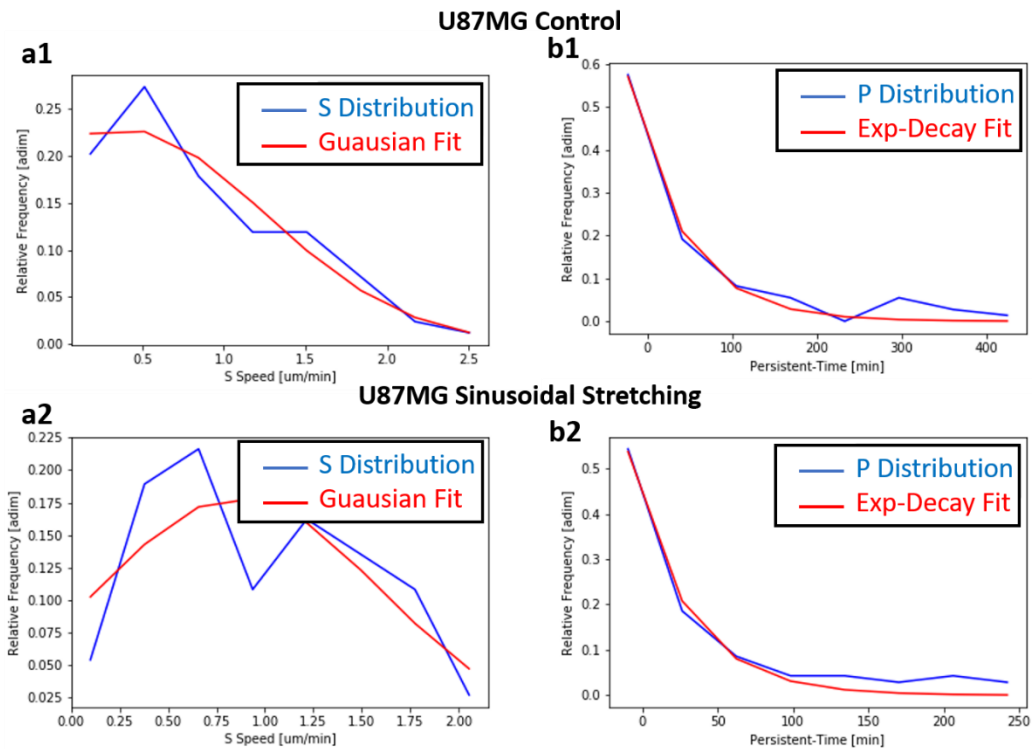 U87MG Control
a1
S Distribution
Guausian Fit
Relative Frequency [adim]
0.25
0.20
0.15
0.10
0.05
0.00
0.5 1.0 1.5 2.0 2.5
S Speed [um/min]
b1
P Distribution
Exp-Decay Fit
Relative Frequency [adim]
0.6
0.5
0.4
0.3
0.2
0.1
0.0
0 100 200 300 400
Persistent-Time [min]
U87MG Sinusoidal Stretching
a2
S Distribution
Guausian Fit
Relative Frequency [adim]
0.225
0.200
0.175
0.150
0.125
0.100
0.075
0.050
0.025
0.00 0.25 0.50 0.75 1.00 1.25 1.50 1.75 2.00
S Speed [um/min]
b2
P Distribution
Exp-Decay Fit
Relative Frequency [adim]
0.5
0.4
0.3
0.2
0.1
0.0
0 50 100 150 200 250
Persistent-Time [min]